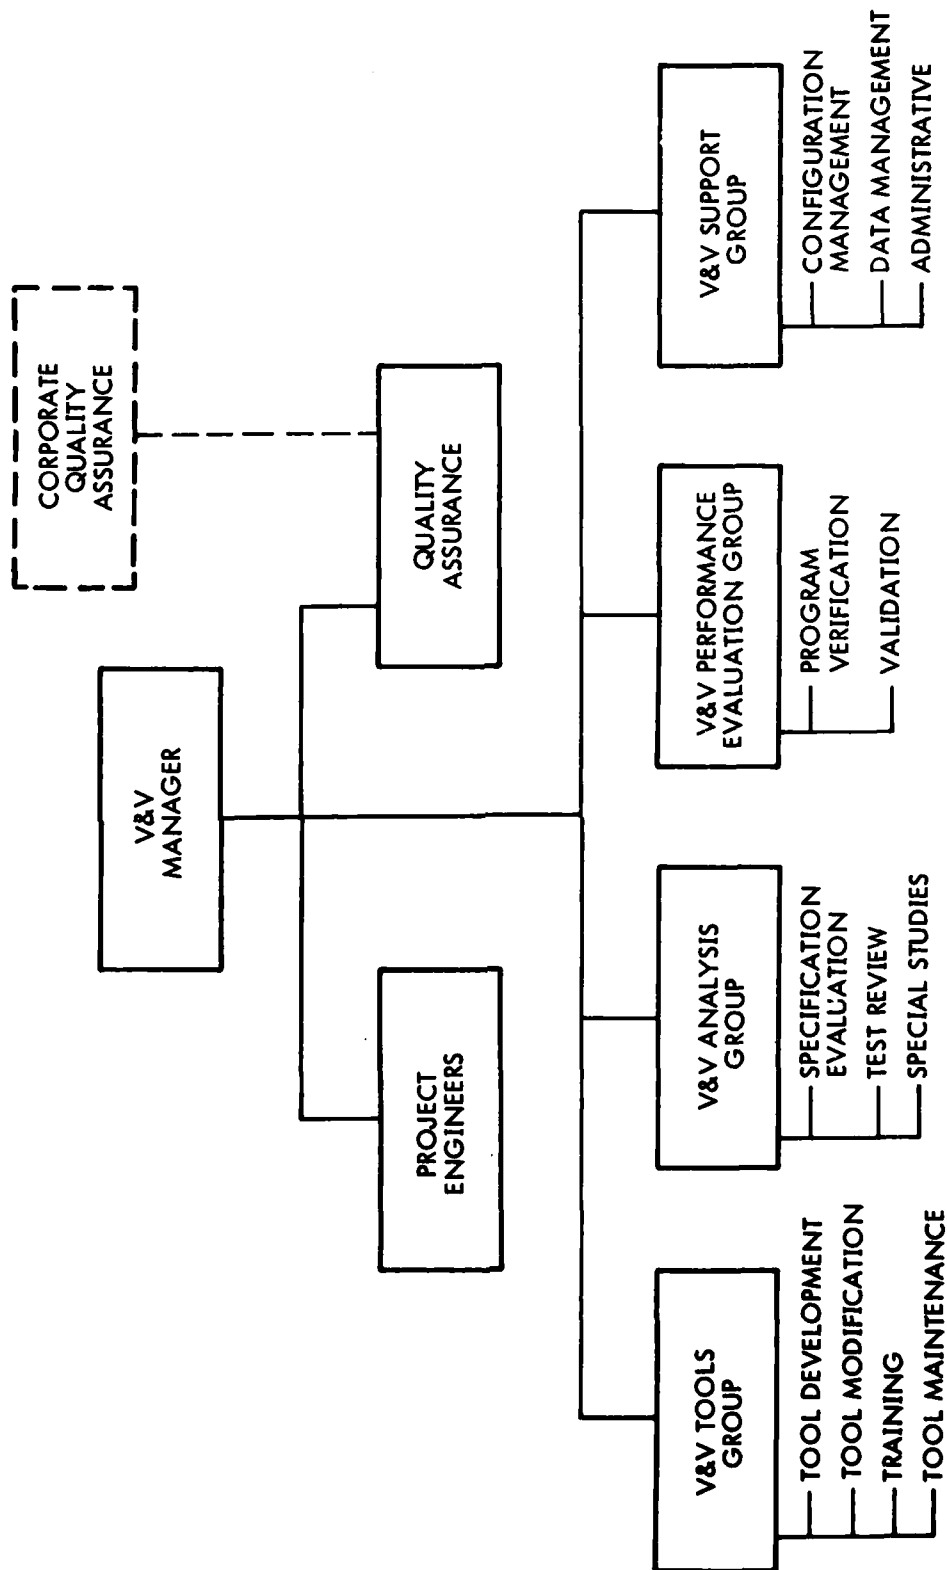 CORPORATE
QUALITY
ASSURANCE
V&V
MANAGER
PROJECT
ENGINEERS
QUALITY
ASSURANCE
V&V TOOLS
GROUP
TOOL DEVELOPMENT
TOOL MODIFICATION
TRAINING
TOOL MAINTENANCE
V&V ANALYSIS
GROUP
SPECIFICATION
EVALUATION
TEST REVIEW
SPECIAL STUDIES
V&V PERFORMANCE
EVALUATION GROUP
PROGRAM
VERIFICATION
VALIDATION
V&V SUPPORT
GROUP
CONFIGURATION
MANAGEMENT
DATA MANAGEMENT
ADMINISTRATIVE